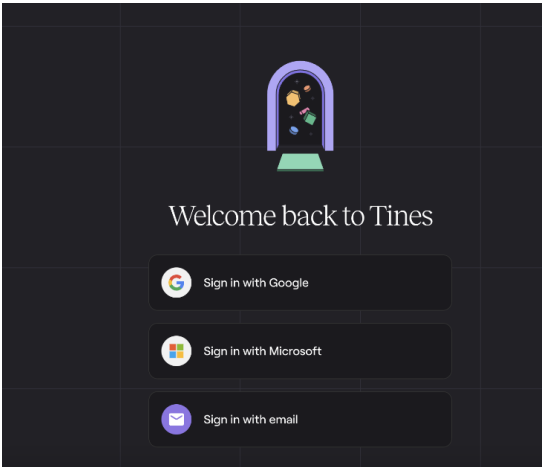 Welcome back to Tines
Sign in with Google
Sign in with Microsoft
Sign in with email